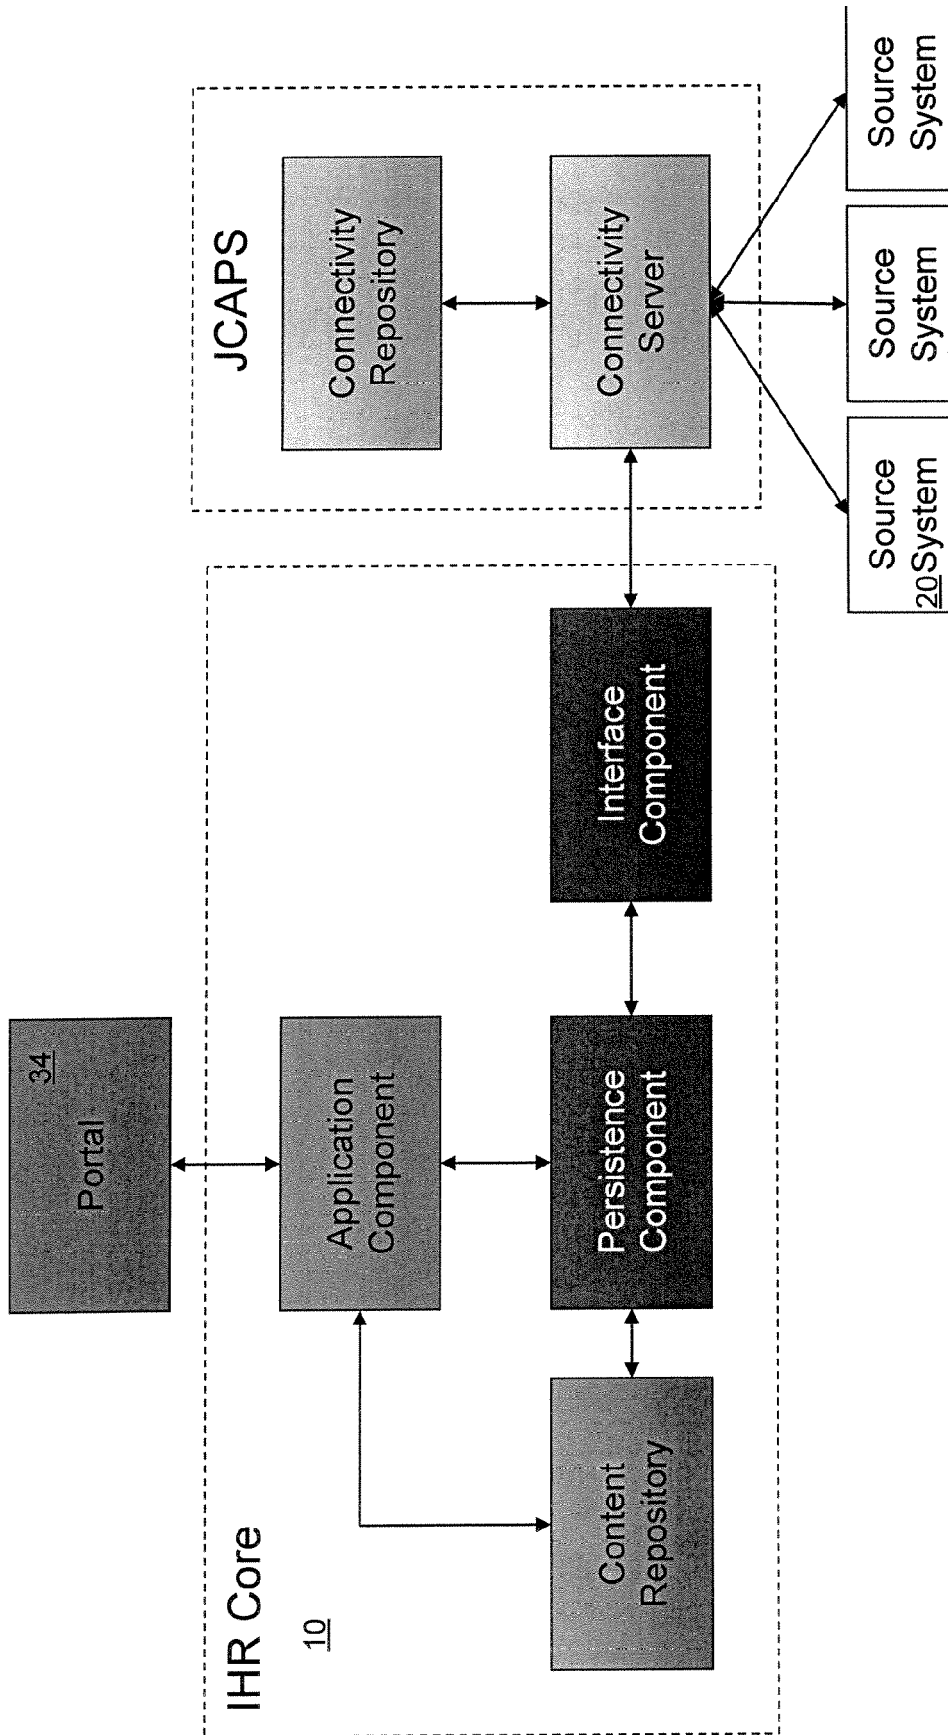 Portal
34
IHR Core
10
Application
Component
Content
Repository
Persistence
Component
Interface
Component
JCAPS
Connectivity
Repository
Connectivity
Server
Source
20System
Source
System
Source
System